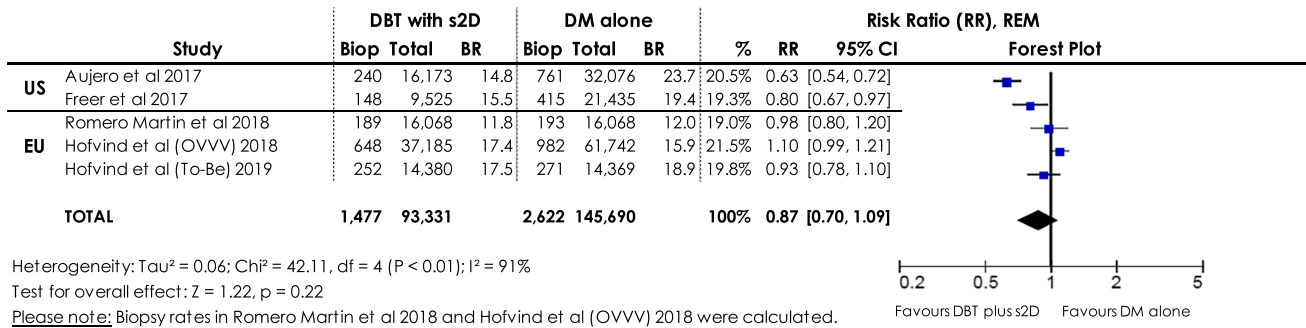 DBT with s2D DM alone Risk Ratio (RR), REM
Study Biop Total BR Biop Total BR % RR 95% CI Forest Plot
US
Aujero et al 2017 240 16,173 14.8 761 32,076 23.7 20.5% 0.63 [0.54, 0.72]
Freer et al 2017 148 9,525 15.5 415 21,435 19.4 19.3% 0.80 [0.67, 0.97]
EU
Romero Martin et al 2018 189 16,068 11.8 193 16,068 12.0 19.0% 0.98 [0.80, 1.20]
Hofvind et al (OVVV) 2018 648 37,185 17.4 982 61,742 15.9 21.5% 1.10 [0.99, 1.21]
Hofvind et al (To-Be) 2019 252 14,380 17.5 271 14,369 18.9 19.8% 0.93 [0.78, 1.10]
TOTAL 1,477 93,331 2,622 145,690 100% 0.87 [0.70, 1.09]
Heterogeneity: Tau² = 0.06; Chi² = 42.11, df = 4 (P < 0.01); I² = 91%
Test for overall effect: Z = 1.22, p = 0.22
Please note: Biopsy rates in Romero Martin et al 2018 and Hofvind et al (OVVV) 2018 were calculated.
0.2 0.5 1 2 5
Favours DBT plus s2D Favours DM alone